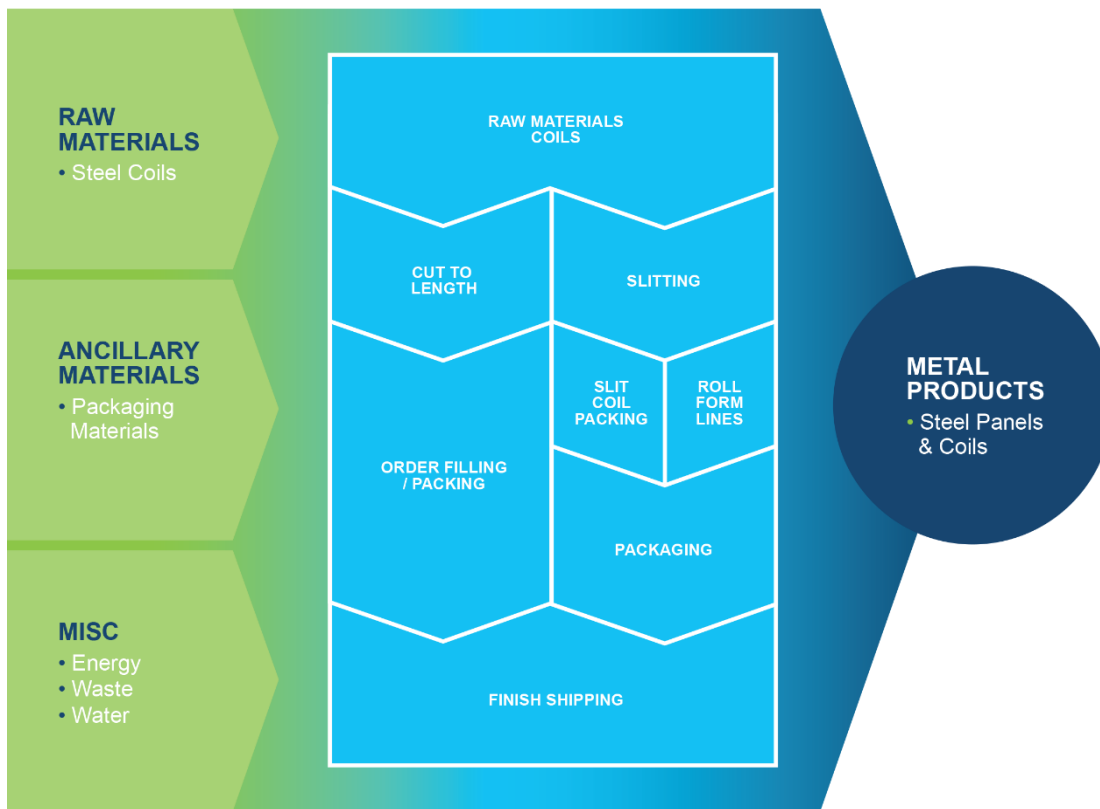 RAW
MATERIALS
• Steel Coils
ANCILLARY
MATERIALS
• Packaging
Materials
MISC
• Energy
• Waste
• Water
RAW MATERIALS
COILS
CUT TO
LENGTH
SLITTING
SLIT
COIL
PACKING
ROLL
FORM
LINES
ORDER FILLING
/ PACKING
PACKAGING
FINISH SHIPPING
METAL
PRODUCTS
• Steel Panels
& Coils